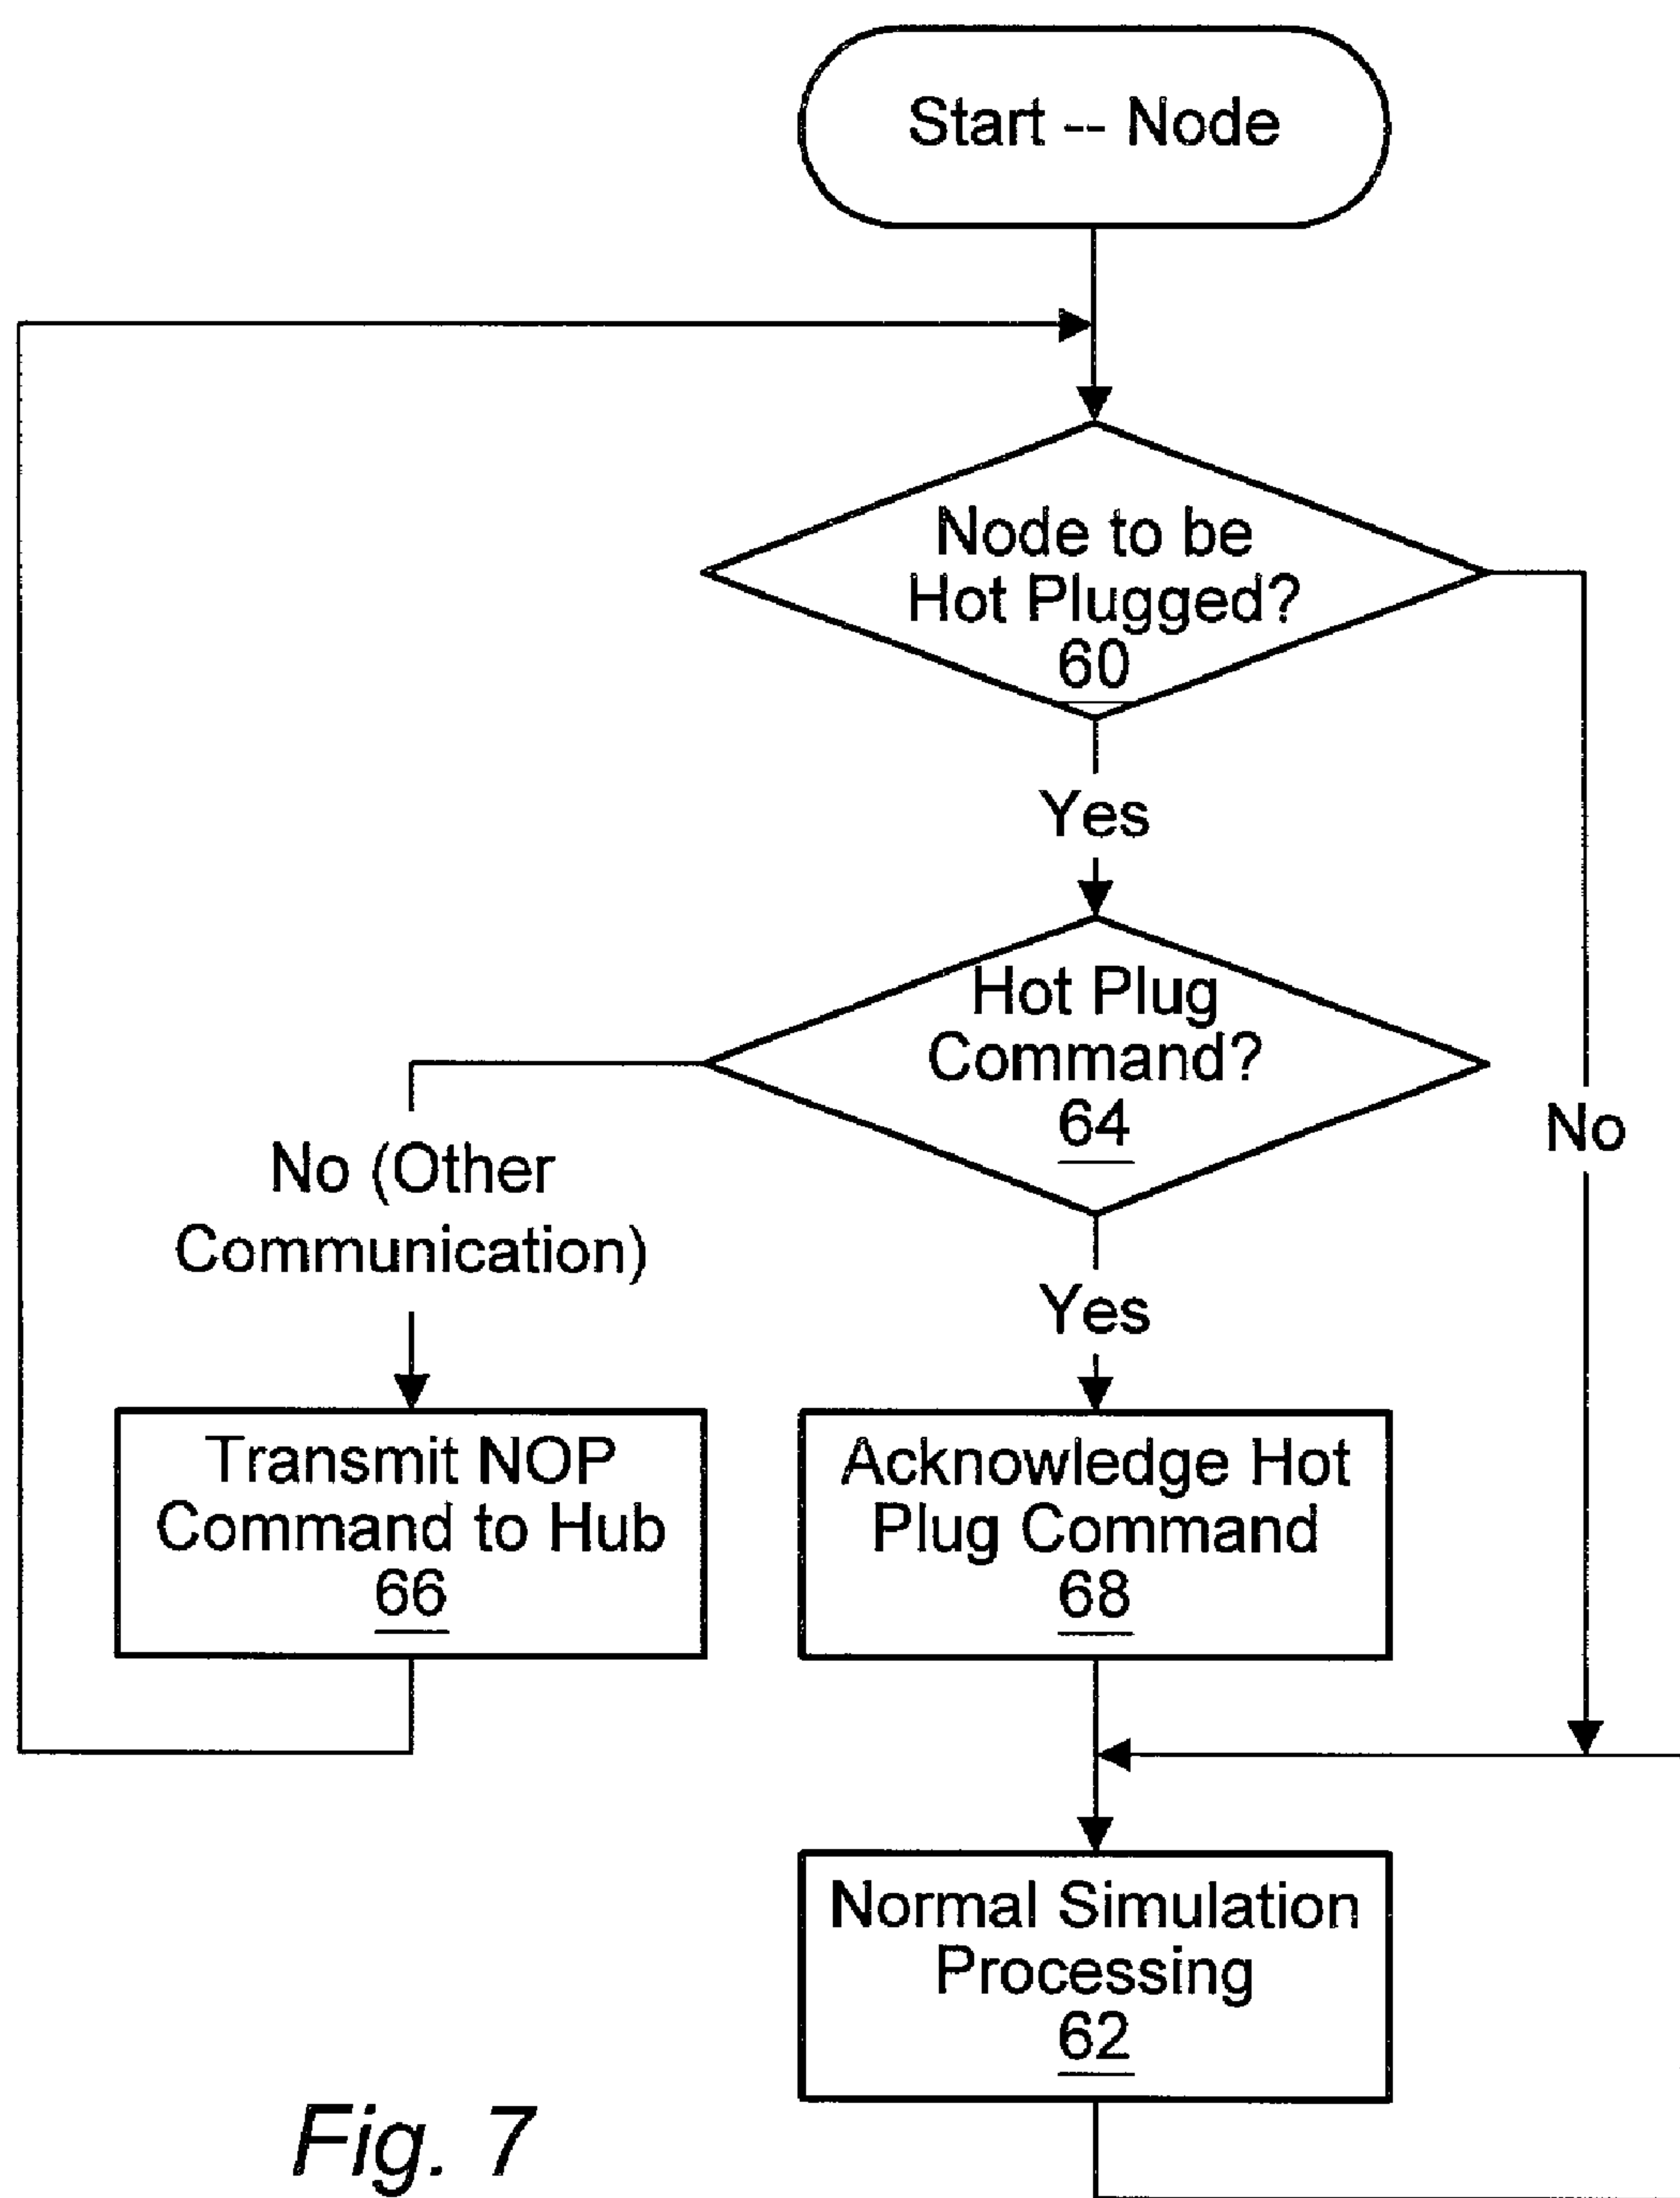 Start -- Node
Node to be
Hot Plugged?
60
Yes
Hot Plug
Command?
64
No
No (Other
Communication)
Yes
Transmit NOP
Command to Hub
66
Acknowledge Hot
Plug Command
68
Normal Simulation
Processing
62
Fig. 7